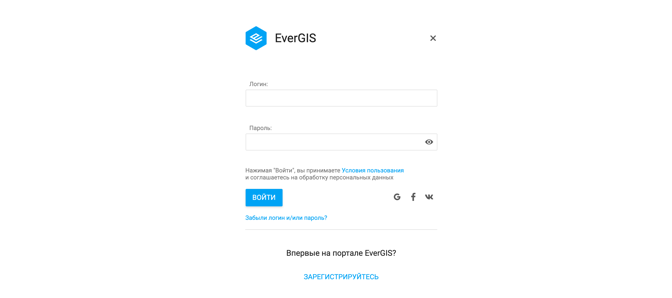 EverGIS
Логин:
Пароль:
Нажимая "Войти", вы принимаете Условия пользования
и соглашаетесь на обработку персональных данных
ВОЙТИ
Забыли логин и/или пароль?
Впервые на портале EverGIS?
ЗАРЕГИСТРИРУЙТЕСЬ